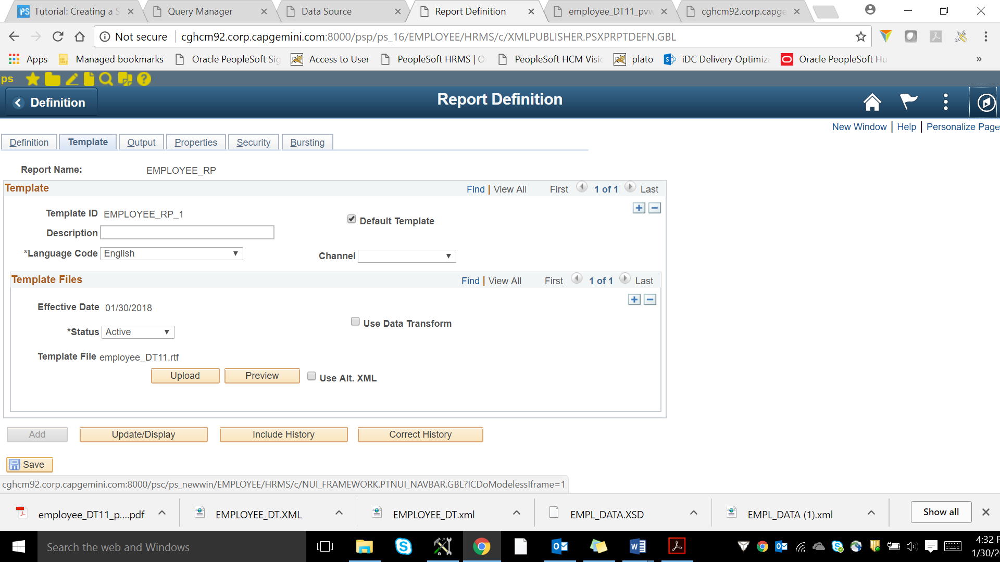 Tutorial: Creating a S
Query Manager
Data Source
Report Definition
employee_DT11_pvw
cghcm92.corp.capge
Not secure
cghcm92.corp.capgemini.com:8000/psp/ps_16/EMPLOYEE/HRMS/c/XMLPUBLISHER.PSXPRPTDEFN.GBL
Apps
Managed bookmarks
Oracle PeopleSoft Sig
Access to User
PeopleSoft HRMS | O
PeopleSoft HCM Visic
plato
iDC Delivery Optimiza
Oracle PeopleSoft Hu
»
ps
Definition
Report Definition
New Window | Help | Personalize Page
Definition
Template
Output
Properties
Security
Bursting
Report Name: EMPLOYEE_RP
Template
Find | View All First 1 of 1 Last
Template ID EMPLOYEE_RP_1
Default Template
Description
*Language Code English
Channel
Template Files
Find | View All First 1 of 1 Last
Effective Date 01/30/2018
Use Data Transform
*Status Active
Template File employee_DT11.rtf
Upload
Preview
Use Alt. XML
Add
Update/Display
Include History
Correct History
Save
cghcm92.corp.capgemini.com:8000/psc/ps_newwin/EMPLOYEE/HRMS/c/NUI_FRAMEWORK.PTNUI_NAVBAR.GBL?ICDoModelessIframe=1
employee_DT11_p....pdf
EMPLOYEE_DT.XML
EMPLOYEE_DT.xml
EMPL_DATA.XSD
EMPL_DATA (1).xml
Show all
Search the web and Windows
4:32 P
1/30/2